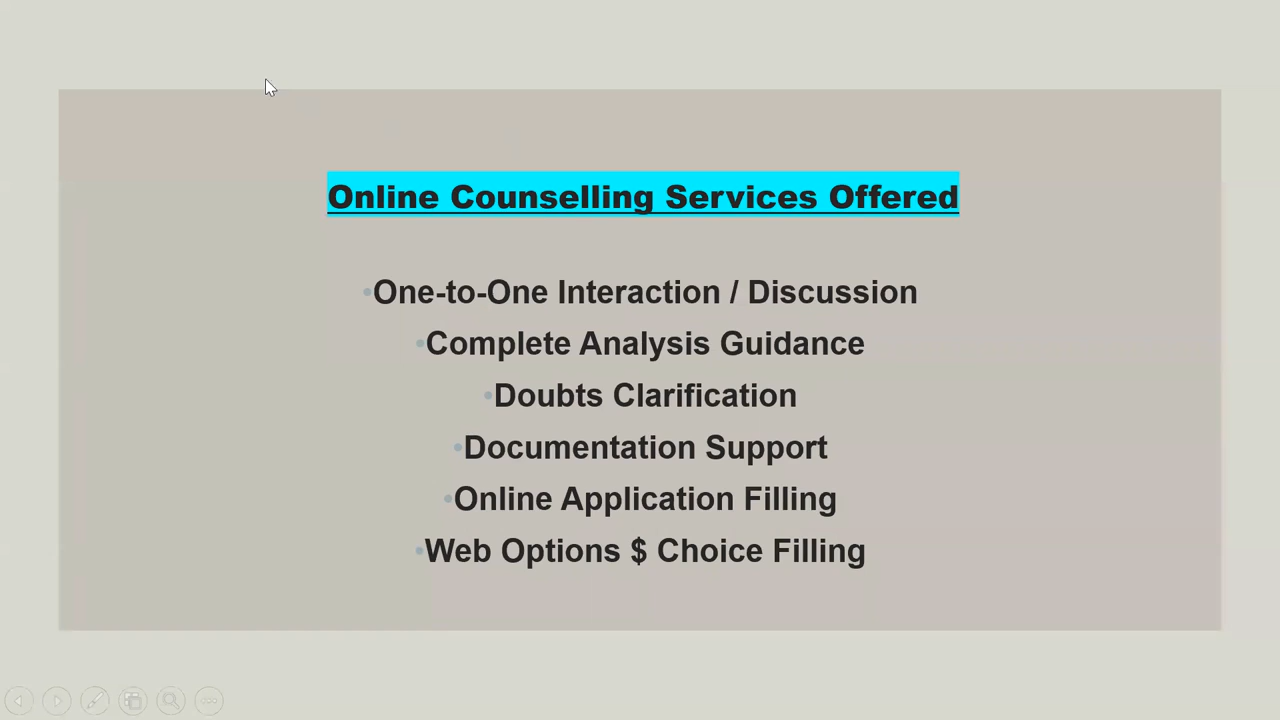 Online Counselling Services Offered
•One-to-One Interaction / Discussion
•Complete Analysis Guidance
•Doubts Clarification
•Documentation Support
•Online Application Filling
•Web Options $ Choice Filling